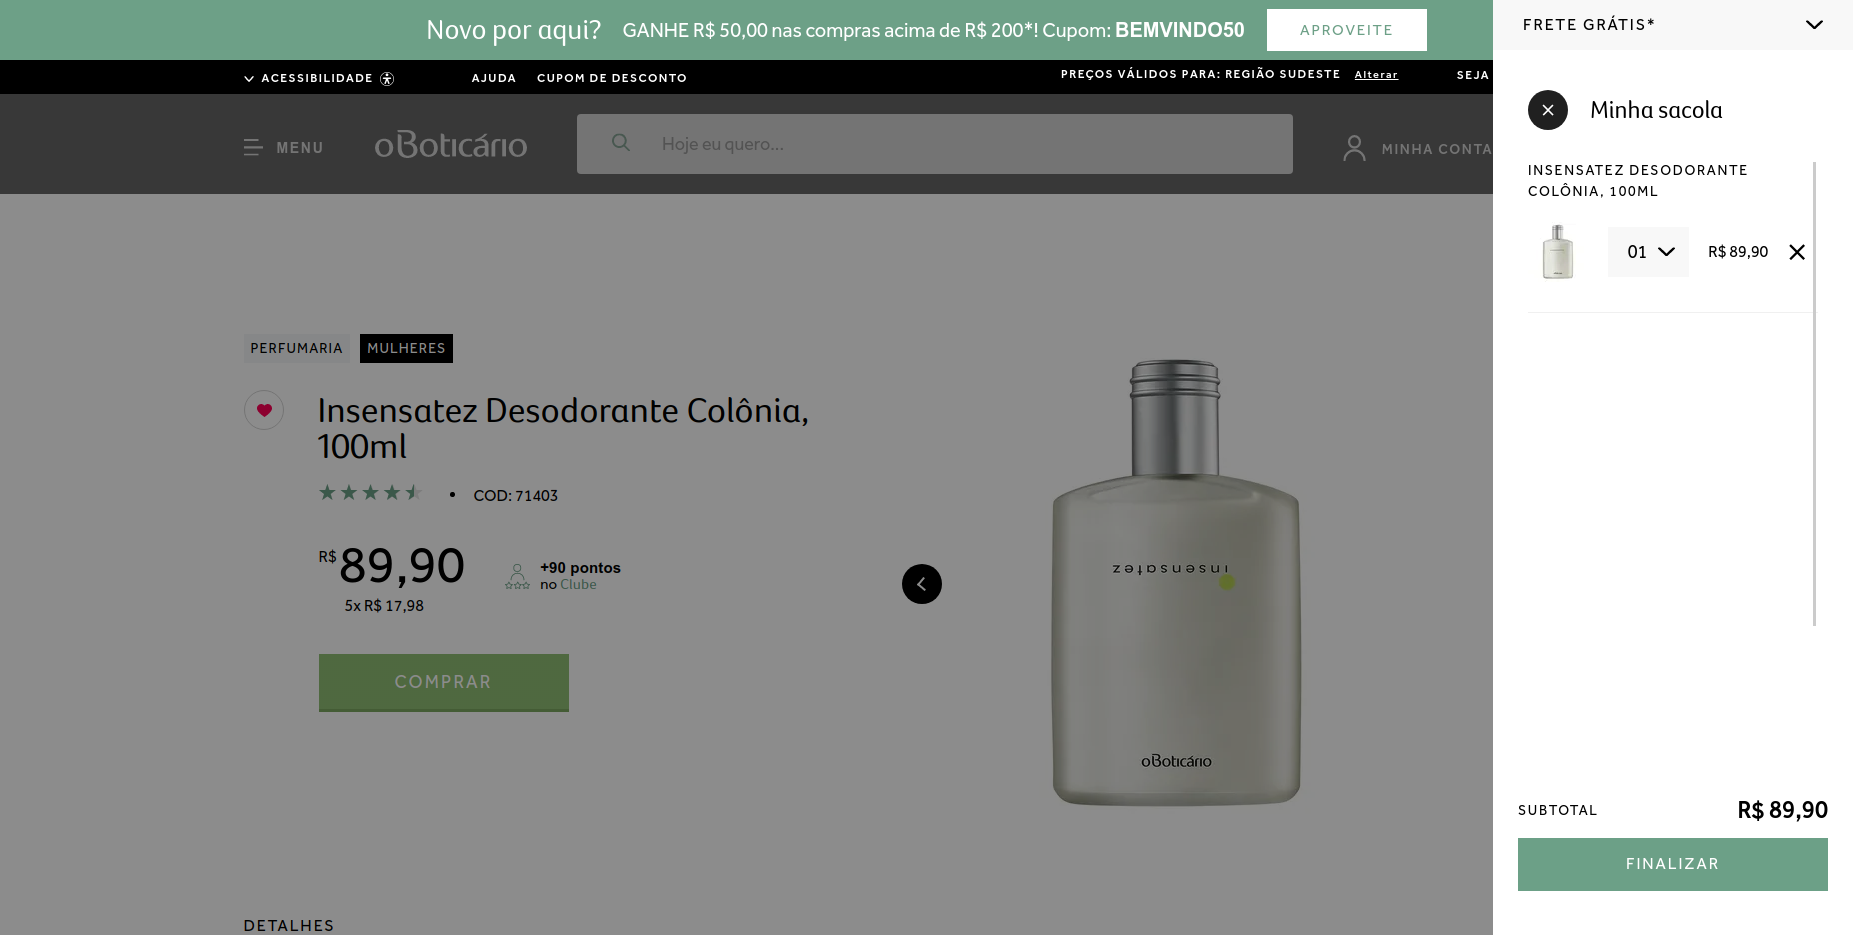 Novo por aqui? GANHE R$ 50,00 nas compras acima de R$ 200*! Cupom: BEMVINDO50 APROVEITE
FRETE GRÁTIS*
ACESSIBILIDADE AJUDA CUPOM DE DESCONTO PREÇOS VÁLIDOS PARA: REGIÃO SUDESTE Alterar SEJA
MENU oBoticário Hoje eu quero... MINHA CONTA
Minha sacola
INSENSATEZ DESODORANTE
COLÔNIA, 100ML
01 R$ 89,90
PERFUMARIA MULHERES
Insensatez Desodorante Colônia,
100ml
COD: 71403
R$ 89,90
+90 pontos
no Clube
5x R$ 17,98
COMPRAR
insensatez
oBoticário
SUBTOTAL R$ 89,90
FINALIZAR
DETALHES